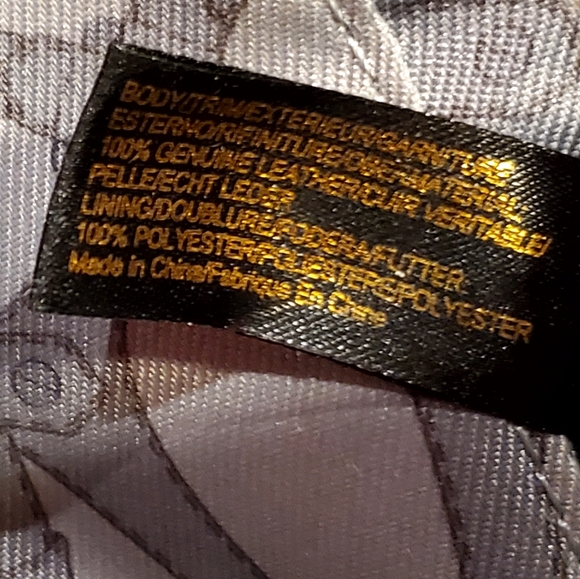 BODY/TRIM/EXTERIEUR/GARNITURE
ESTERNO/RIFINITURE/OBERMATERIAL
100% GENUINE LEATHER/CUIR VERITABLE/
PELLE/ECHT LEDER
LINING/DOUBLURE/FODERA/FUTTER
100% POLYESTER/POLIESTERE/POLYESTER
Made in China/Fabrique En Chine